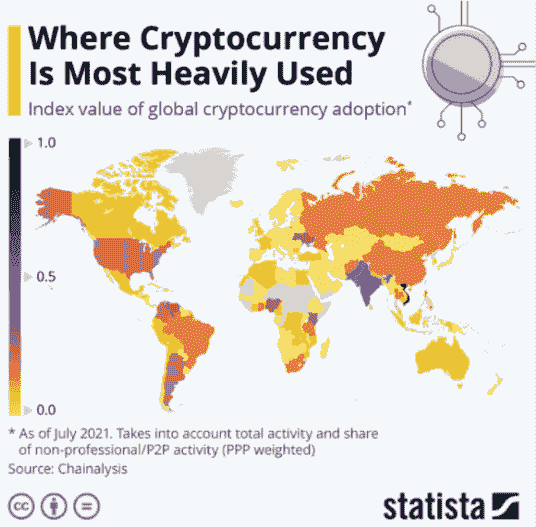 Where Cryptocurrency
Is Most Heavily Used
Index value of global cryptocurrency adoption*
1.0
0.5
0.0
* As of July 2021. Takes into account total activity and share
of non-professional/P2P activity (PPP weighted)
Source: Chainalysis
cc
statista